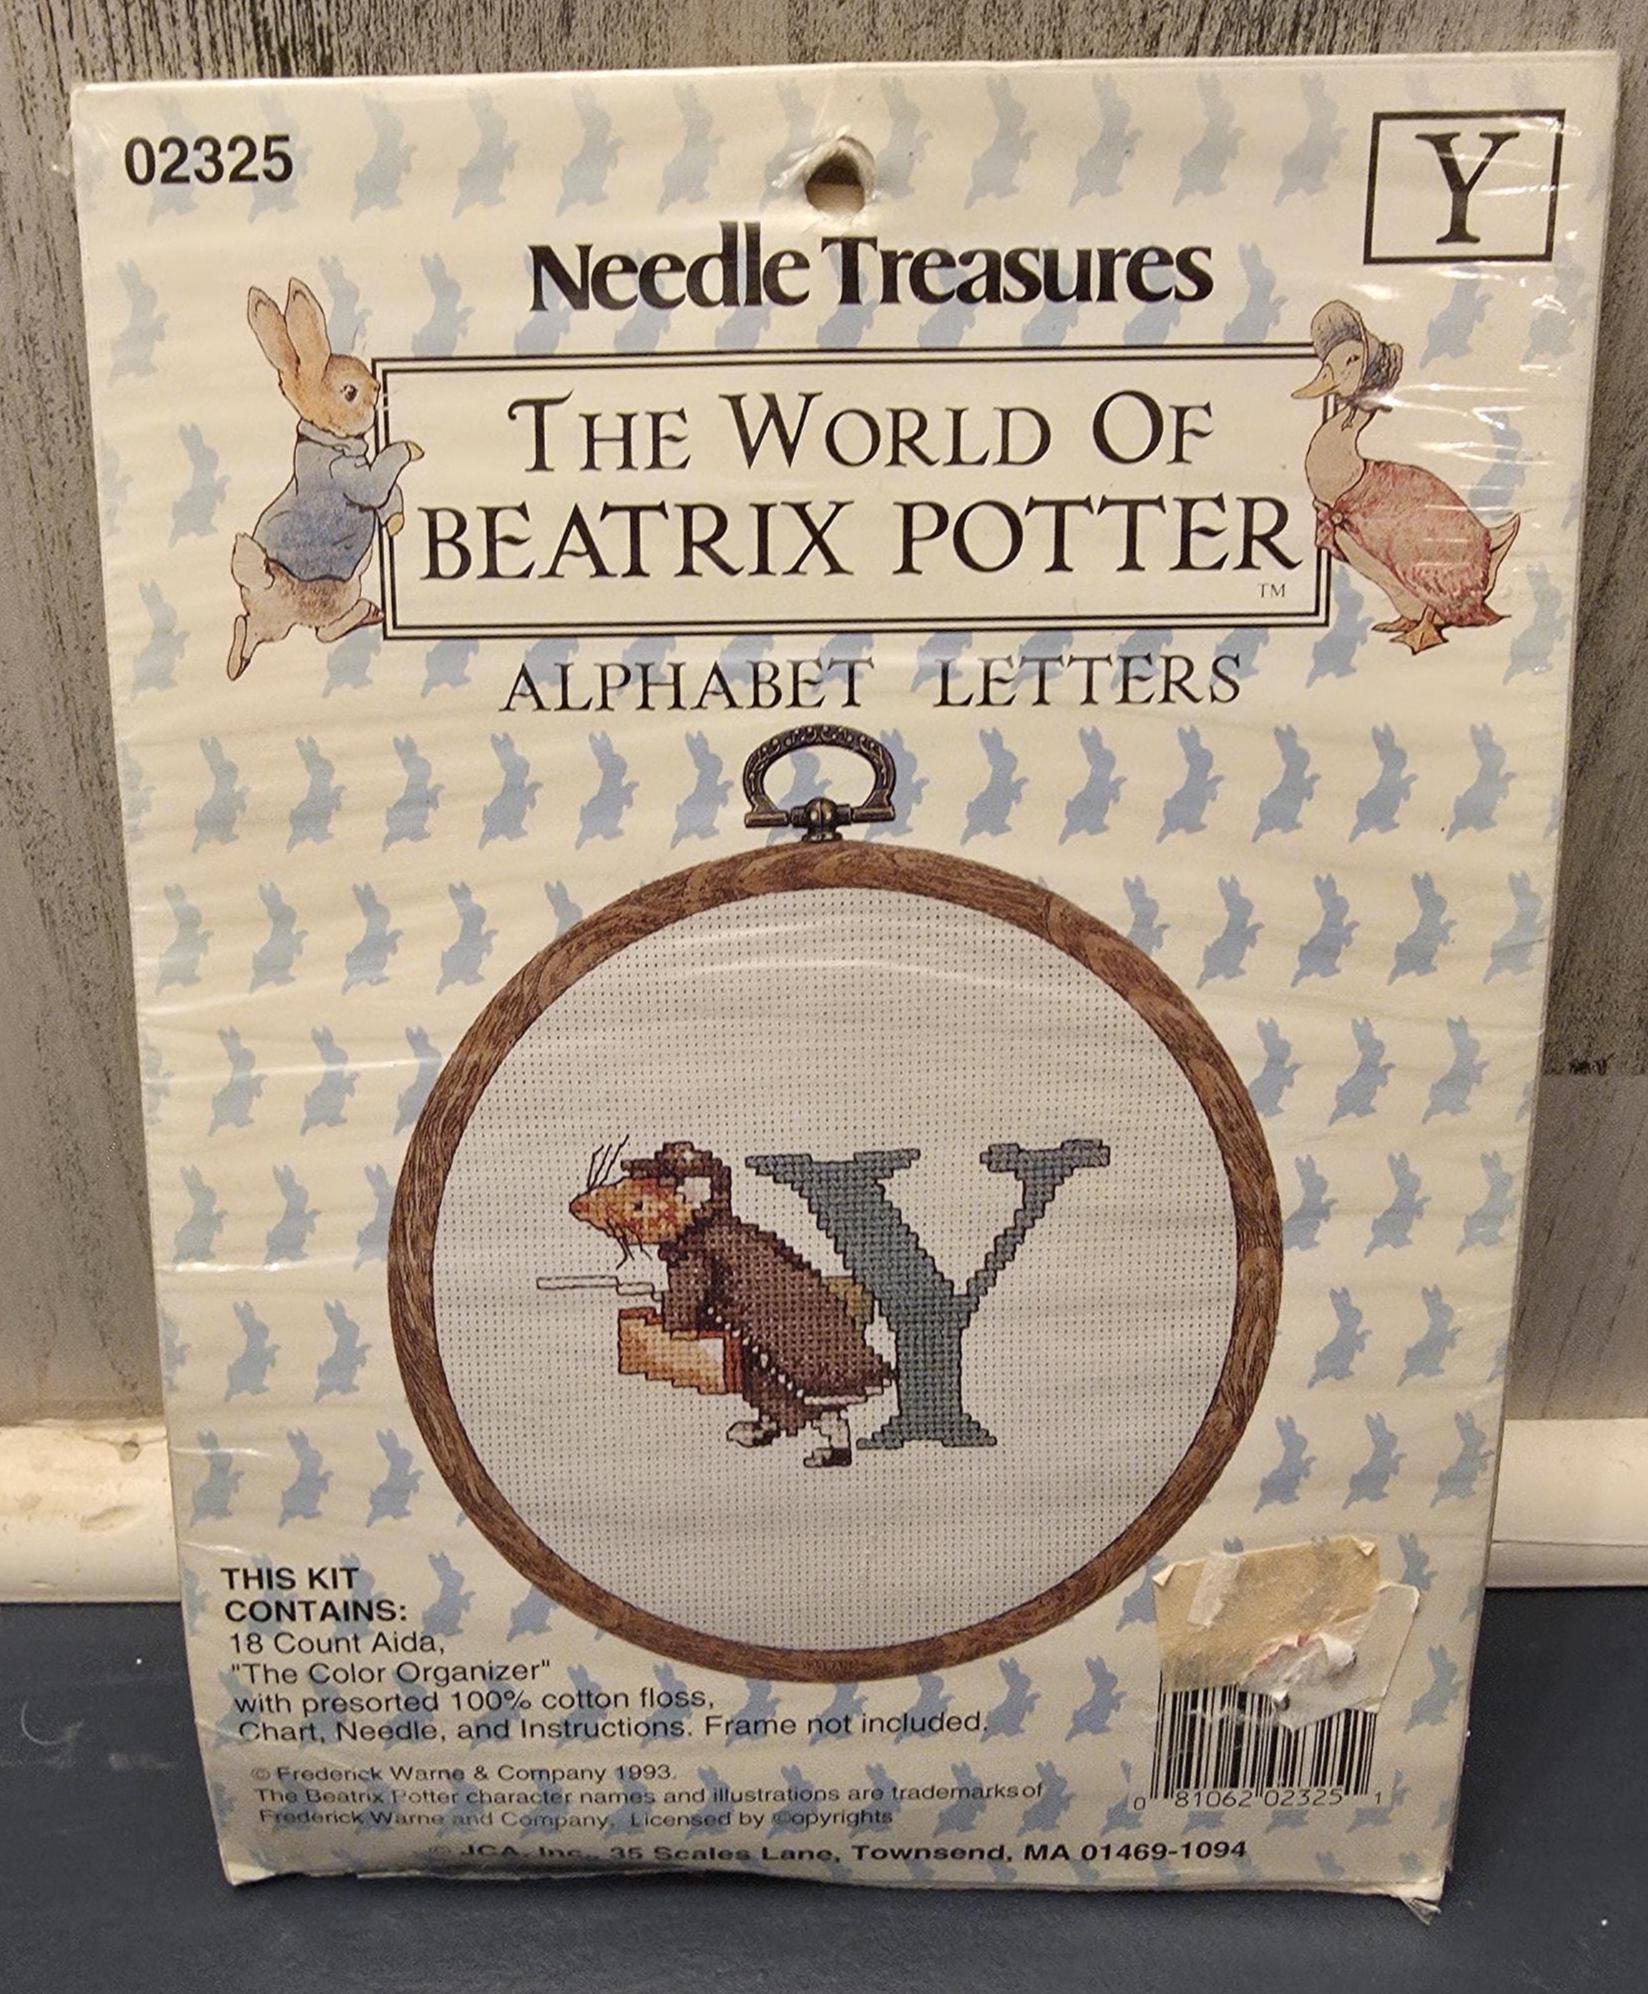 02325
Y
Needle Treasures
THE WORLD OF
BEATRIX POTTER
TM
ALPHABET LETTERS
Y
THIS KIT
CONTAINS:
18 Count Aida,
"The Color Organizer"
with presorted 100% cotton floss,
Chart, Needle, and Instructions. Frame not included.
© Frederick Warne & Company 1993.
The Beatrix Potter character names and illustrations are trademarks of
Frederick Warne and Company. Licensed by ©opyrights
© JCA, Inc., 35 Scales Lane, Townsend, MA 01469-1094
0 81062 02325 1